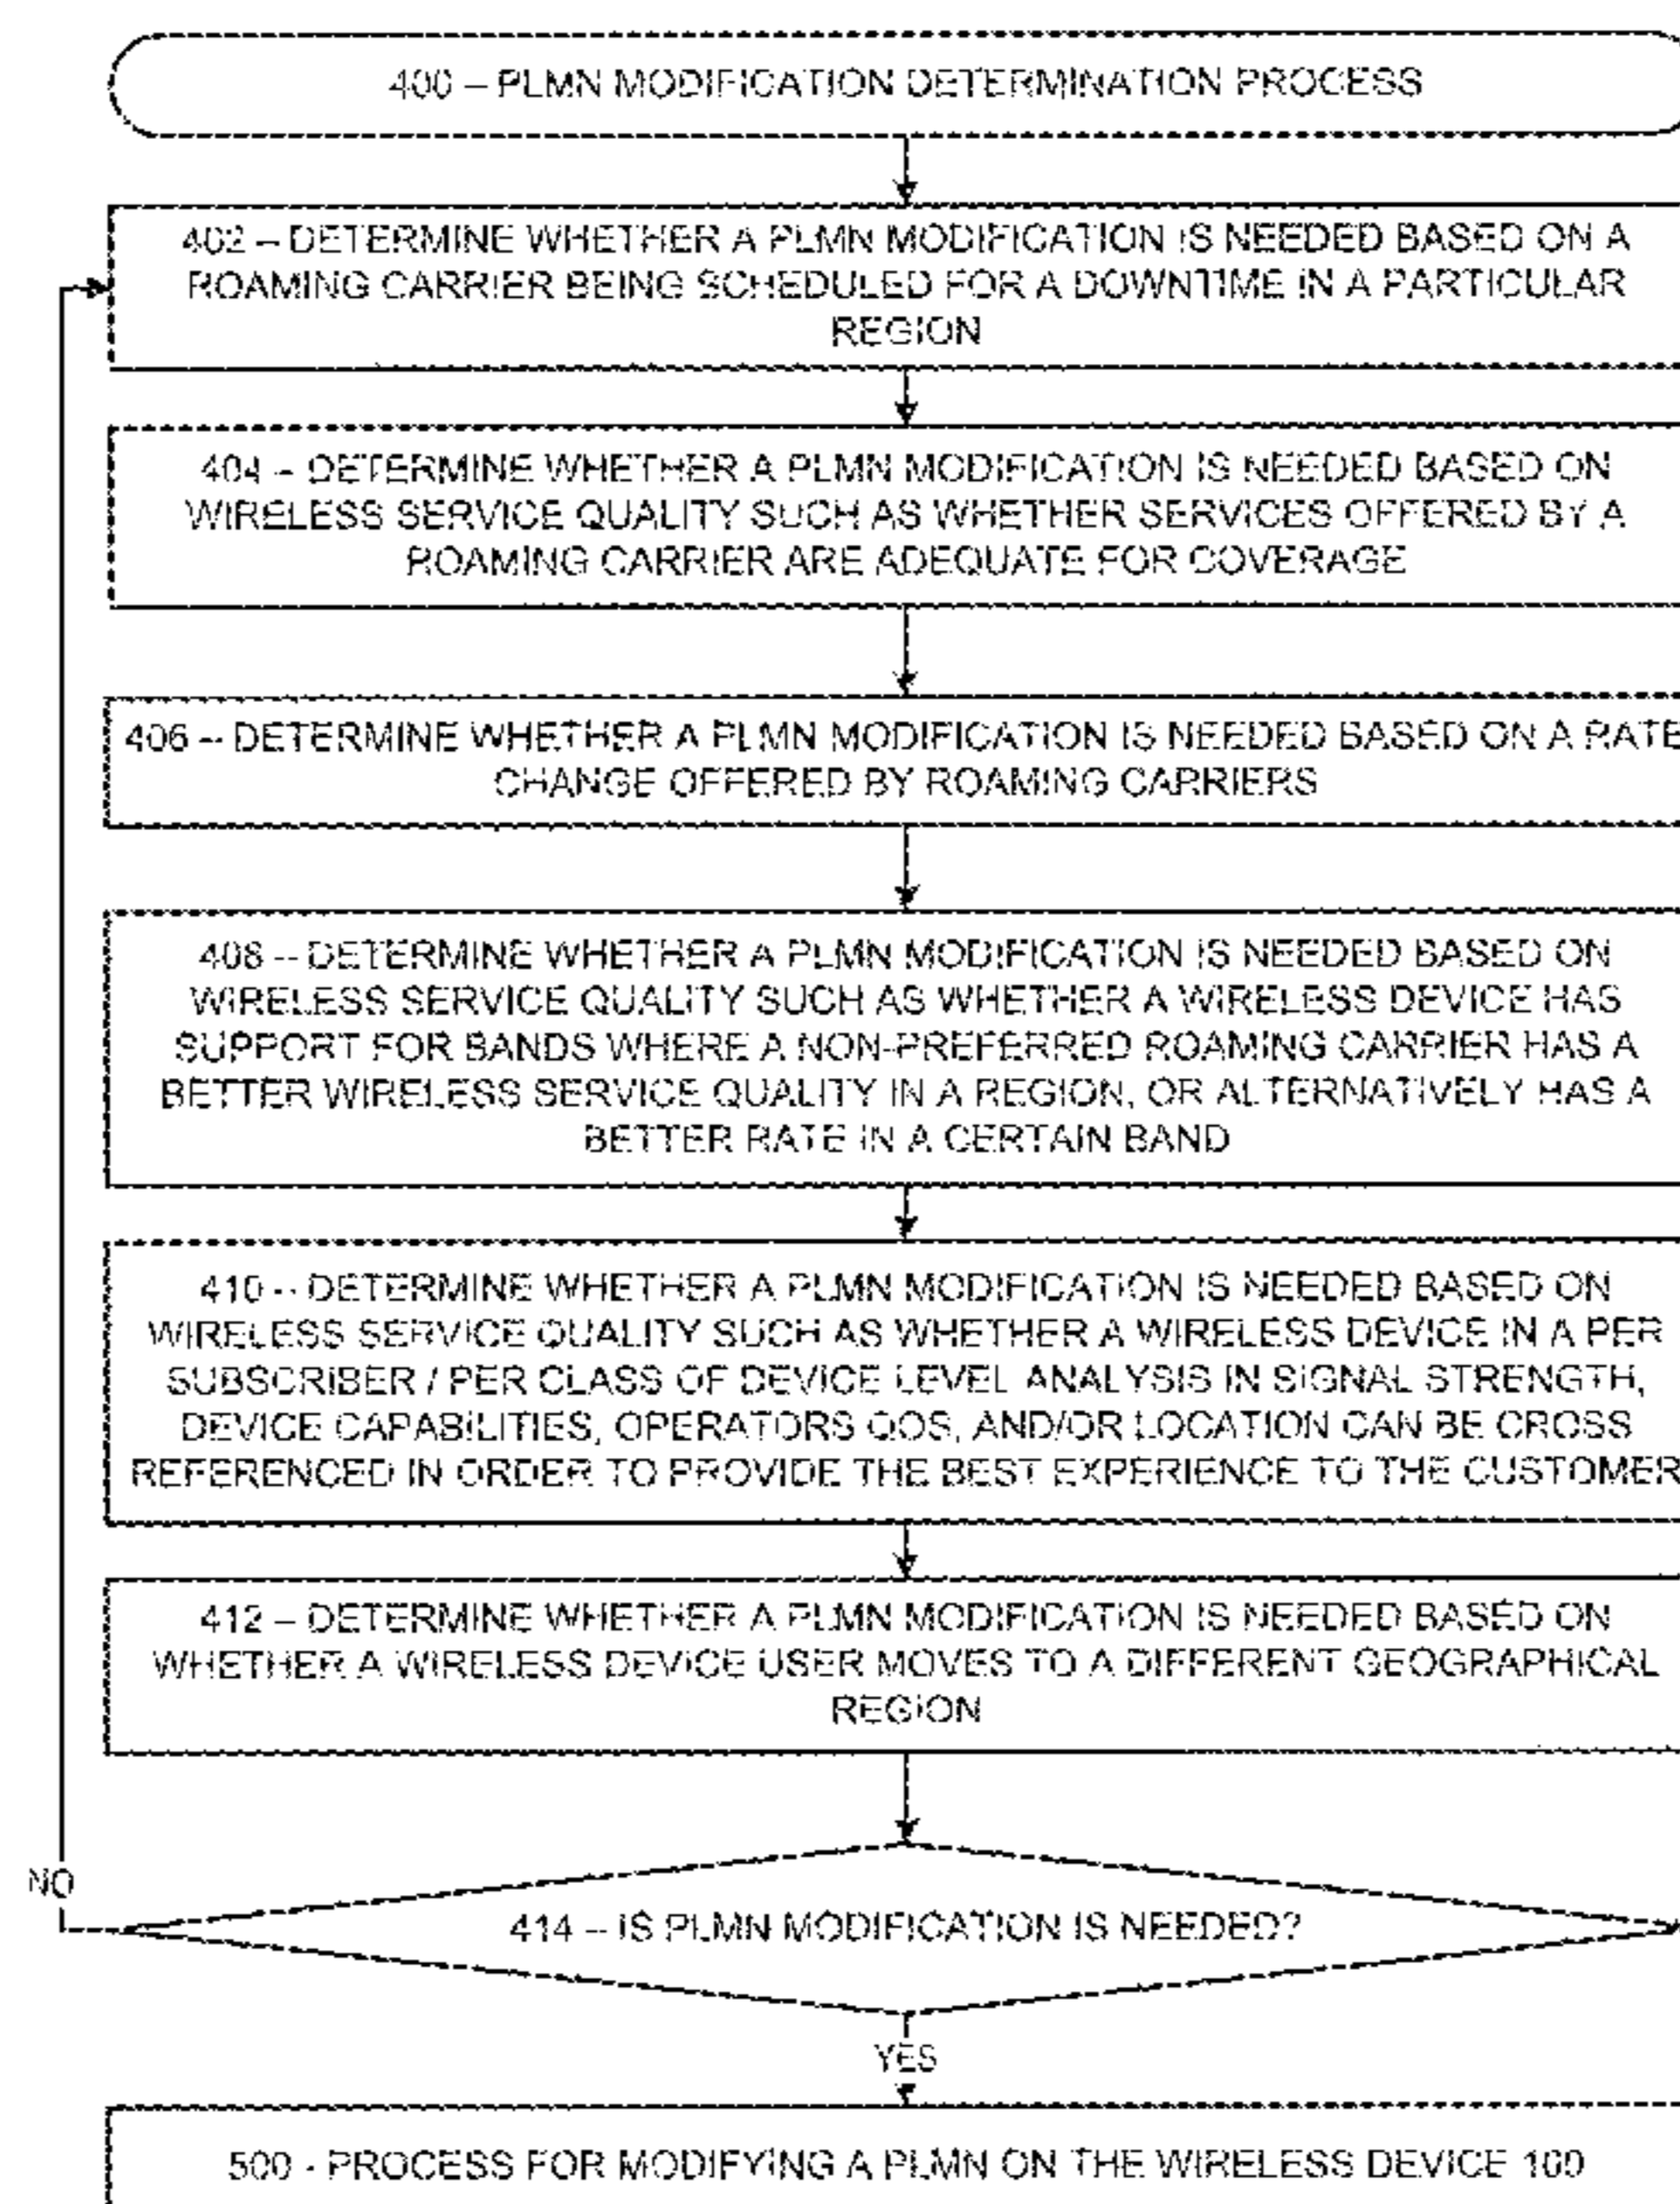 400 – PLMN MODIFICATION DETERMINATION PROCESS
402 – DETERMINE WHETHER A PLMN MODIFICATION IS NEEDED BASED ON A
ROAMING CARRIER BEING SCHEDULED FOR A DOWNTIME IN A PARTICULAR
REGION
404 – DETERMINE WHETHER A PLMN MODIFICATION IS NEEDED BASED ON
WIRELESS SERVICE QUALITY SUCH AS WHETHER SERVICES OFFERED BY A
ROAMING CARRIER ARE ADEQUATE FOR COVERAGE
406 – DETERMINE WHETHER A PLMN MODIFICATION IS NEEDED BASED ON A RATE
CHANGE OFFERED BY ROAMING CARRIERS
408 – DETERMINE WHETHER A PLMN MODIFICATION IS NEEDED BASED ON
WIRELESS SERVICE QUALITY SUCH AS WHETHER A WIRELESS DEVICE HAS
SUPPORT FOR BANDS WHERE A NON-PREFERRED ROAMING CARRIER HAS A
BETTER WIRELESS SERVICE QUALITY IN A REGION, OR ALTERNATIVELY HAS A
BETTER RATE IN A CERTAIN BAND
410 – DETERMINE WHETHER A PLMN MODIFICATION IS NEEDED BASED ON
WIRELESS SERVICE QUALITY SUCH AS WHETHER A WIRELESS DEVICE IN A PER
SUBSCRIBER / PER CLASS OF DEVICE LEVEL ANALYSIS IN SIGNAL STRENGTH,
DEVICE CAPABILITIES, OPERATORS QOS, AND/OR LOCATION CAN BE CROSS
REFERENCED IN ORDER TO PROVIDE THE BEST EXPERIENCE TO THE CUSTOMER
412 – DETERMINE WHETHER A PLMN MODIFICATION IS NEEDED BASED ON
WHETHER A WIRELESS DEVICE USER MOVES TO A DIFFERENT GEOGRAPHICAL
REGION
NO
414 – IS PLMN MODIFICATION IS NEEDED?
YES
500 - PROCESS FOR MODIFYING A PLMN ON THE WIRELESS DEVICE 100